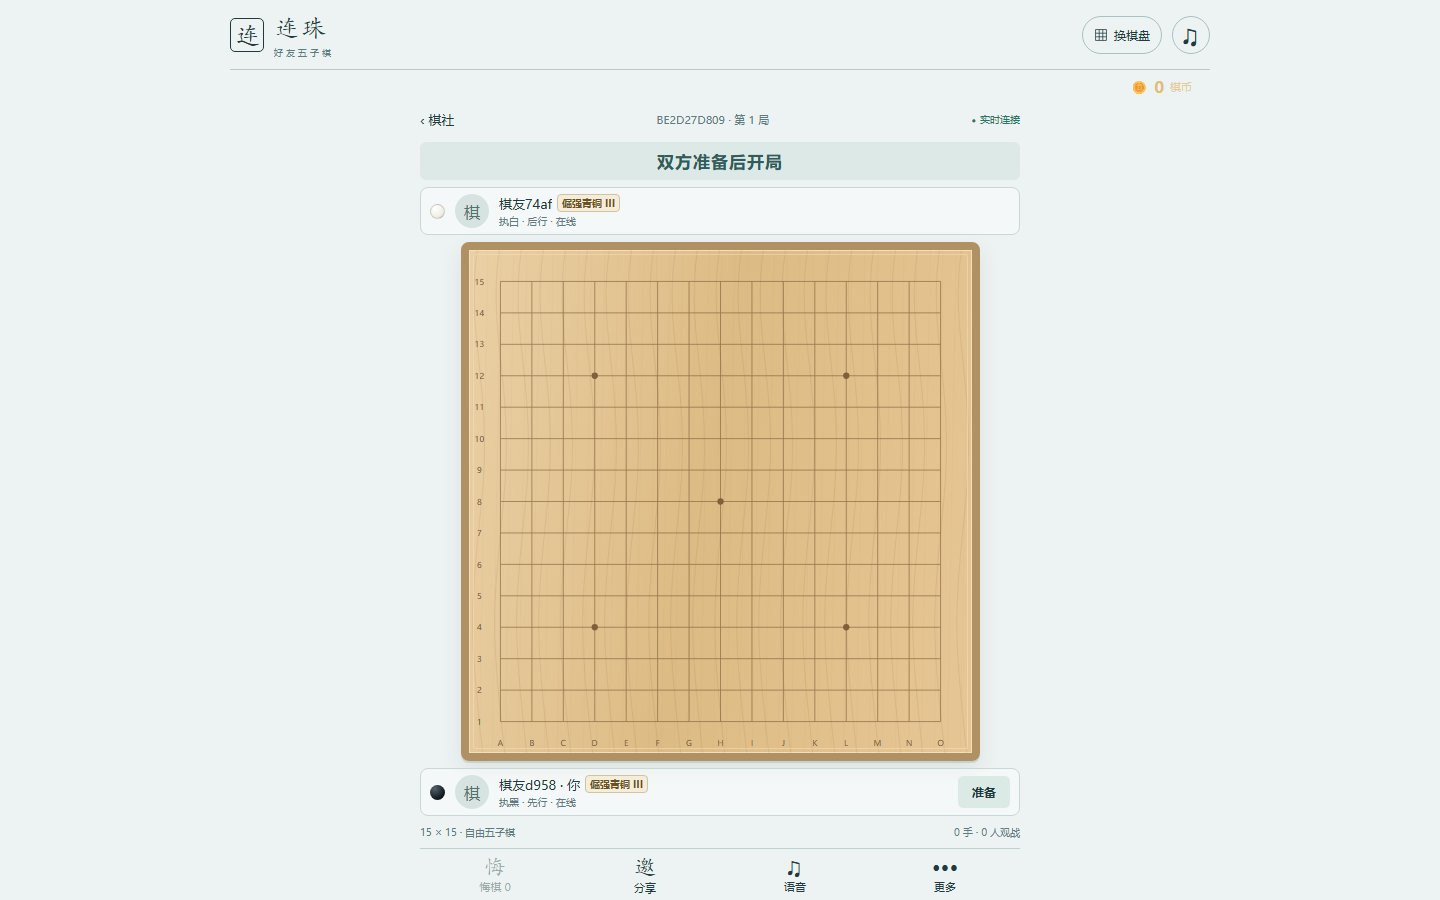 连 连珠
好友五子棋
换棋盘
0 棋币
‹ 棋社
BE2D27D809 · 第 1 局
• 实时连接
双方准备后开局
棋 棋友74af 倔强青铜 III
执白 · 后行 · 在线
15
14
13
12
11
10
9
8
7
6
5
4
3
2
1
A B C D E F G H I J K L M N O
棋 棋友d958 · 你 倔强青铜 III
执黑 · 先行 · 在线
准备
15 × 15 · 自由五子棋
0 手 · 0 人观战
悔 邀
悔棋 0 分享 语音 更多